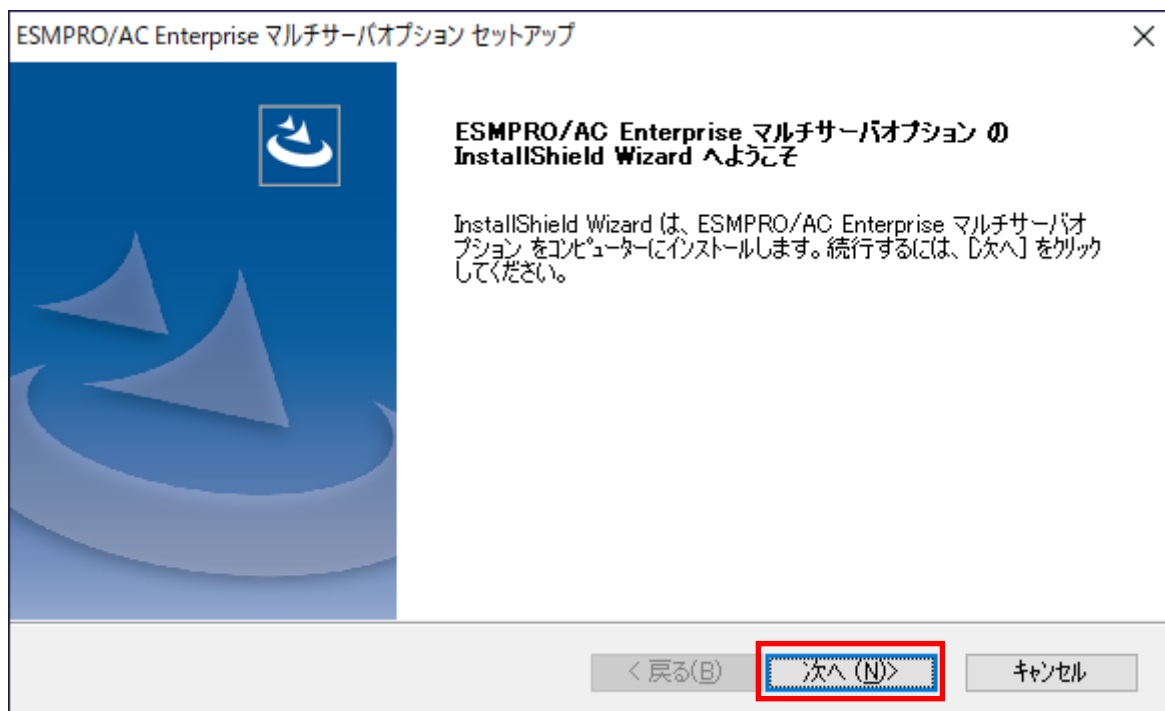 ESMPRO/AC Enterprise マルチサーバオプション セットアップ
ESMPRO/AC Enterprise マルチサーバオプション の
InstallShield Wizard へようこそ
InstallShield Wizard は、ESMPRO/AC Enterprise マルチサーバオ
プション をコンピューターにインストールします。続行するには、[次へ] をクリック
してください。
< 戻る(B)
次へ (N)>
キャンセル